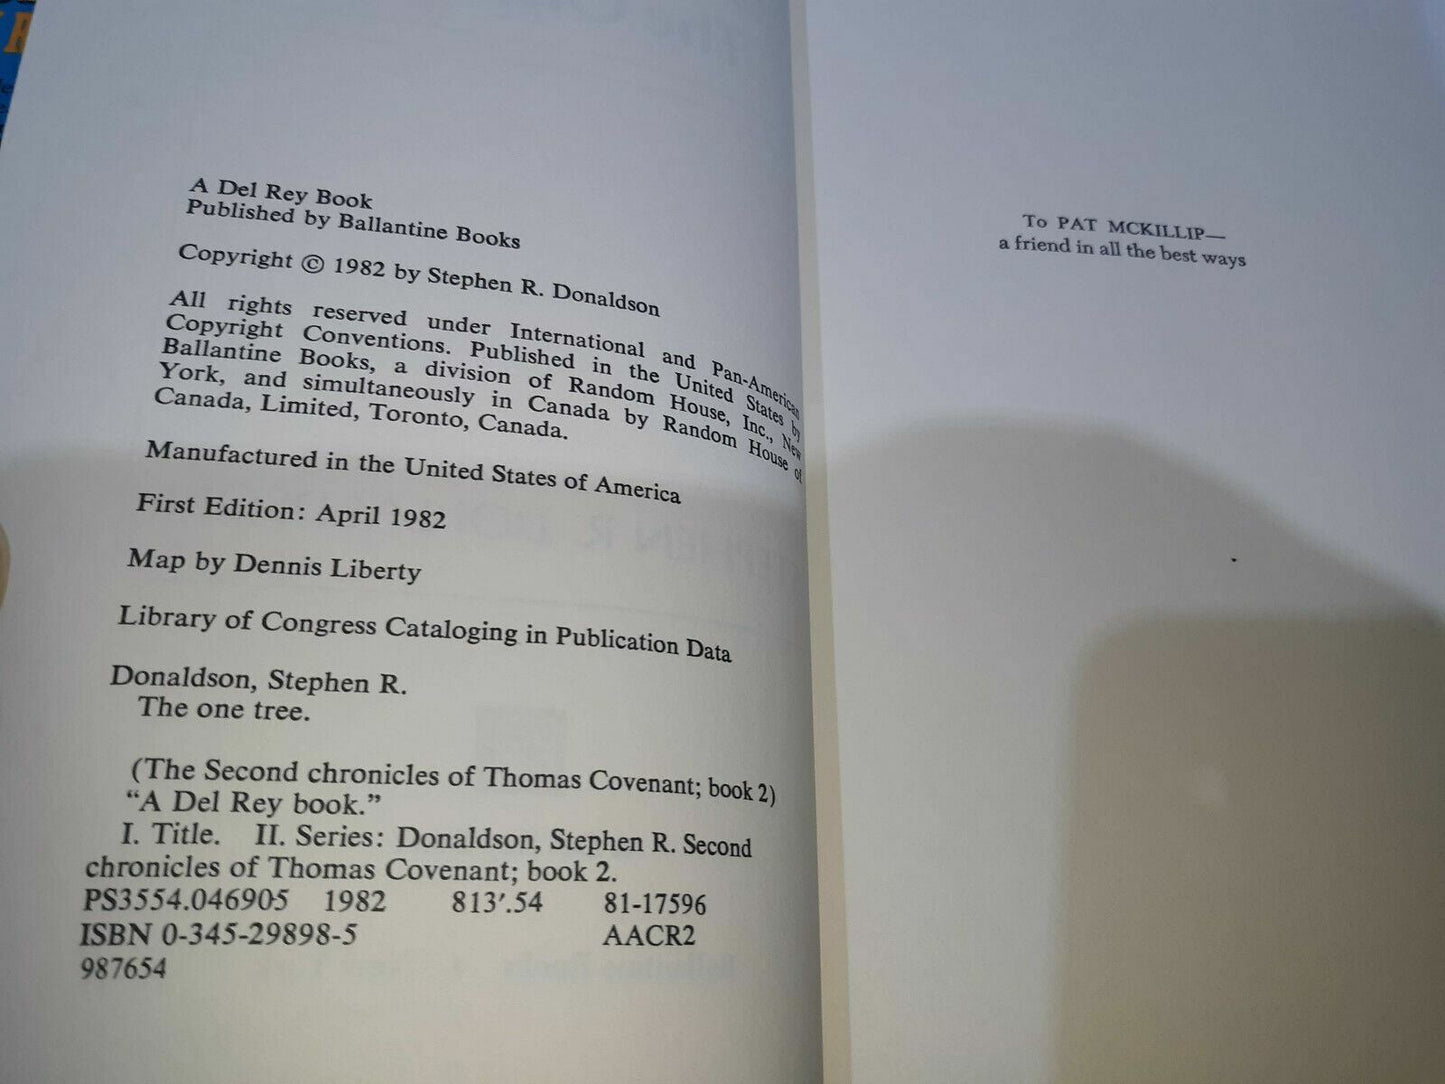 A Del Rey Book
Published by Ballantine Books
Copyright © 1982 by Stephen R. Donaldson
All rights reserved under International and Pan-American
Copyright Conventions. Published in the United States by
Ballantine Books, a division of Random House, Inc., New
York, and simultaneously in Canada by Random House of
Canada, Limited, Toronto, Canada.
Manufactured in the United States of America
First Edition: April 1982
Map by Dennis Liberty
Library of Congress Cataloging in Publication Data
Donaldson, Stephen R.
The one tree.
(The Second chronicles of Thomas Covenant; book 2)
“A Del Rey book.”
I. Title. II. Series: Donaldson, Stephen R. Second
chronicles of Thomas Covenant; book 2.
PS3554.046905 1982 813′.54 81-17596
ISBN 0-345-29898-5 AACR2
987654
To PAT MCKILLIP—
a friend in all the best ways